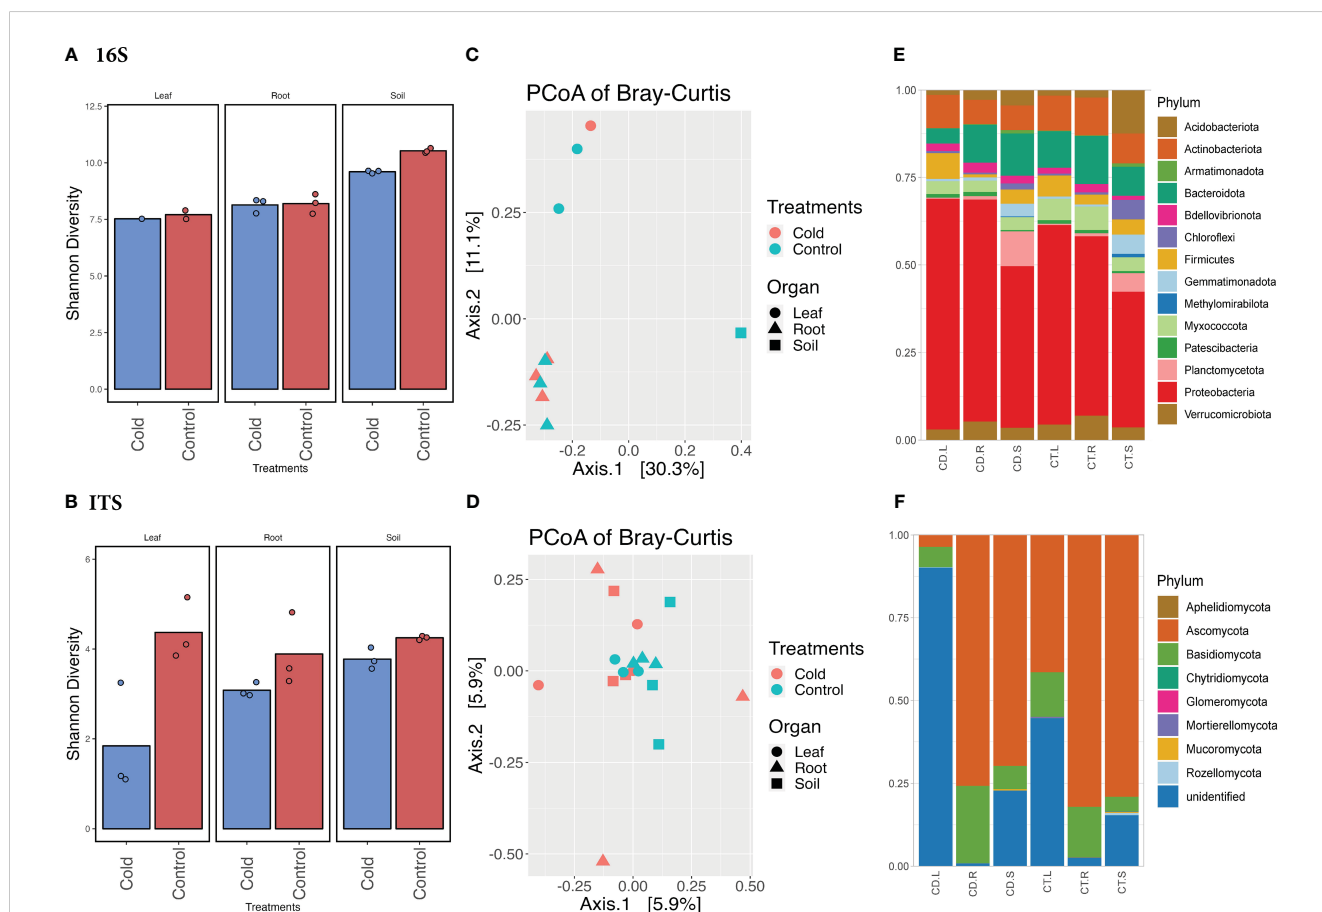 A 16S
Leaf
Root
Soil
Shannon Diversity
12.5
10.0
7.5
5.0
2.5
0.0
Cold
Control
Cold
Control
Cold
Control
Treatments
B ITS
Leaf
Root
Soil
Shannon Diversity
6
4
2
0
Cold
Control
Cold
Control
Cold
Control
Treatments
C
PCoA of Bray-Curtis
Axis.2 [11.1%]
0.25
0.00
-0.25
-0.2
0.0
0.2
0.4
Axis.1 [30.3%]
Treatments
Cold
Control
Organ
Leaf
Root
Soil
D
PCoA of Bray-Curtis
Axis.2 [5.9%]
0.25
0.00
-0.25
-0.50
-0.25
0.00
0.25
0.50
Axis.1 [5.9%]
Treatments
Cold
Control
Organ
Leaf
Root
Soil
E
1.00
0.75
0.50
0.25
0.00
CD.L
CD.R
CD.S
CT.L
CT.R
CT.S
Phylum
Acidobacteriota
Actinobacteriota
Armatimonadota
Bacteroidota
Bdellovibrionota
Chloroflexi
Firmicutes
Gemmatimonadota
Methylomirabilota
Myxococcota
Patescibacteria
Planctomycetota
Proteobacteria
Verrucomicrobiota
F
1.00
0.75
0.50
0.25
0.00
CD.L
CD.R
CD.S
CT.L
CT.R
CT.S
Phylum
Aphelidiomycota
Ascomycota
Basidiomycota
Chytridiomycota
Glomeromycota
Mortierellomycota
Mucoromycota
Rozellomycota
unidentified